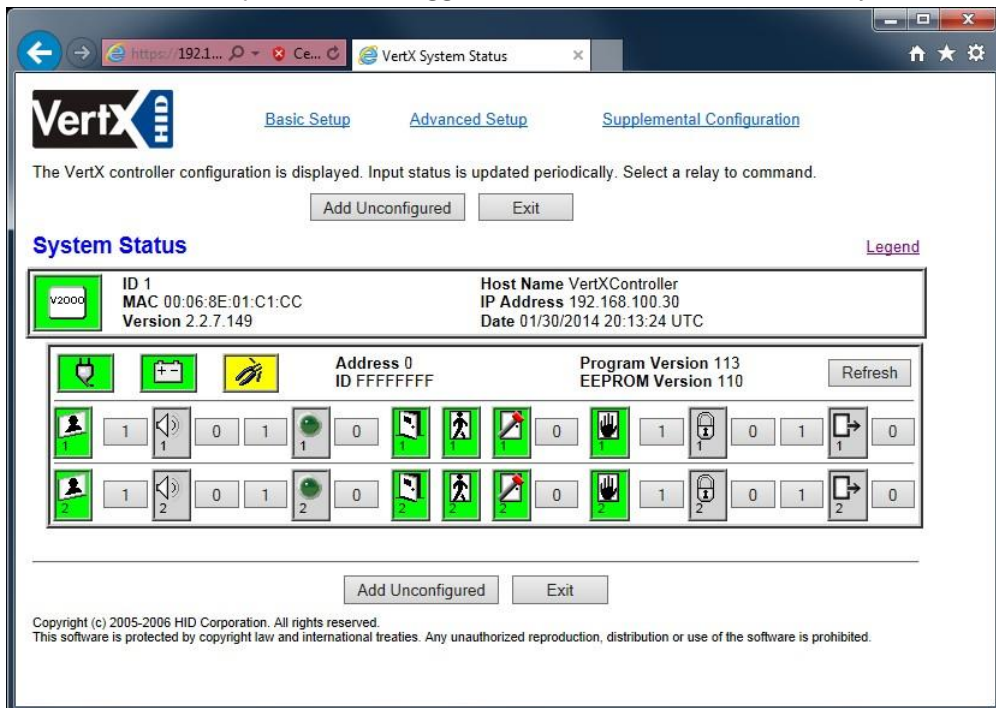 https://192.1... Ce... VertX System Status
VertX HID Basic Setup Advanced Setup Supplemental Configuration
The VertX controller configuration is displayed. Input status is updated periodically. Select a relay to command.
Add Unconfigured Exit
System Status Legend
V2000 ID 1 Host Name VertXController
MAC 00:06:8E:01:C1:CC IP Address 192.168.100.30
Version 2.2.7.149 Date 01/30/2014 20:13:24 UTC
Address 0 Program Version 113
ID FFFFFFFF EEPROM Version 110 Refresh
1 1 1 0 1 1 0 1 1 1 0 1 1 1 0 1 1 0
2 1 2 0 1 2 0 2 2 2 0 2 1 2 0 1 2 0
Add Unconfigured Exit
Copyright (c) 2005-2006 HID Corporation. All rights reserved.
This software is protected by copyright law and international treaties. Any unauthorized reproduction, distribution or use of the software is prohibited.